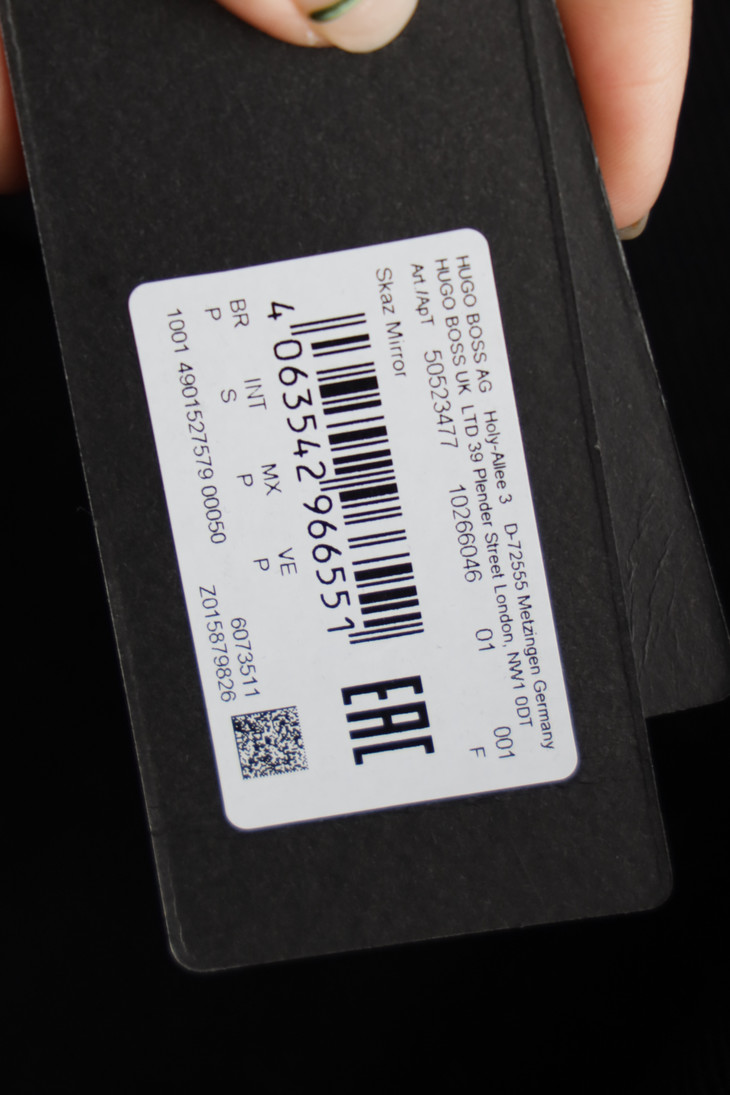 HUGO BOSS AG Holy-Allee 3 D-72555 Metzingen Germany
HUGO BOSS UK LTD 39 Plender Street London, NW1 0DT
Art./Apт 50523477 10266046 01 001
F
Skaz Mirror
EAC
4 063542 966551
BR INT MX VE
P S P P
6073511
1001 4901527579 00050 Z015879826